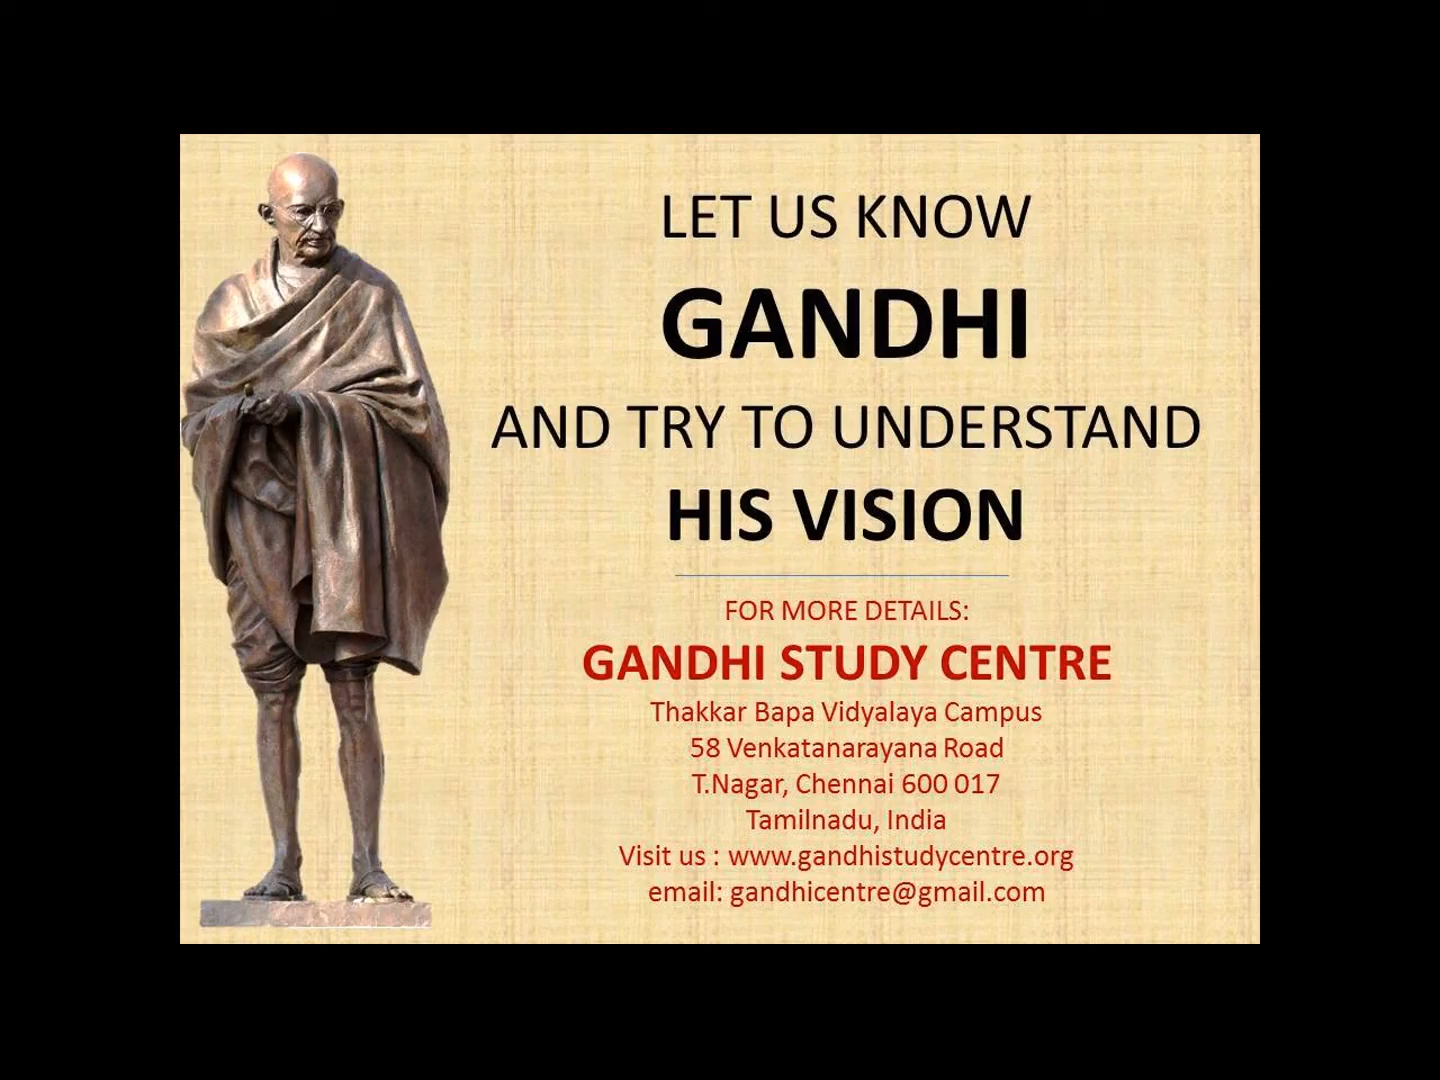 LET US KNOW
GANDHI
AND TRY TO UNDERSTAND
HIS VISION
FOR MORE DETAILS:
GANDHI STUDY CENTRE
Thakkar Bapa Vidyalaya Campus
58 Venkatanarayana Road
T.Nagar, Chennai 600 017
Tamilnadu, India
Visit us : www.gandhistudycentre.org
email: gandhicentre@gmail.com